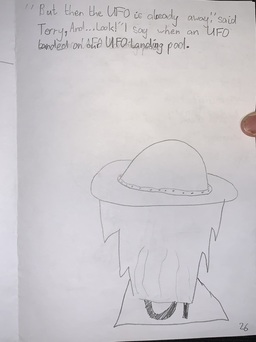 "But then the UFO is already away," said
Terry, And... Look!" I say when an UFO
landed on our UFO Landing pool.
26